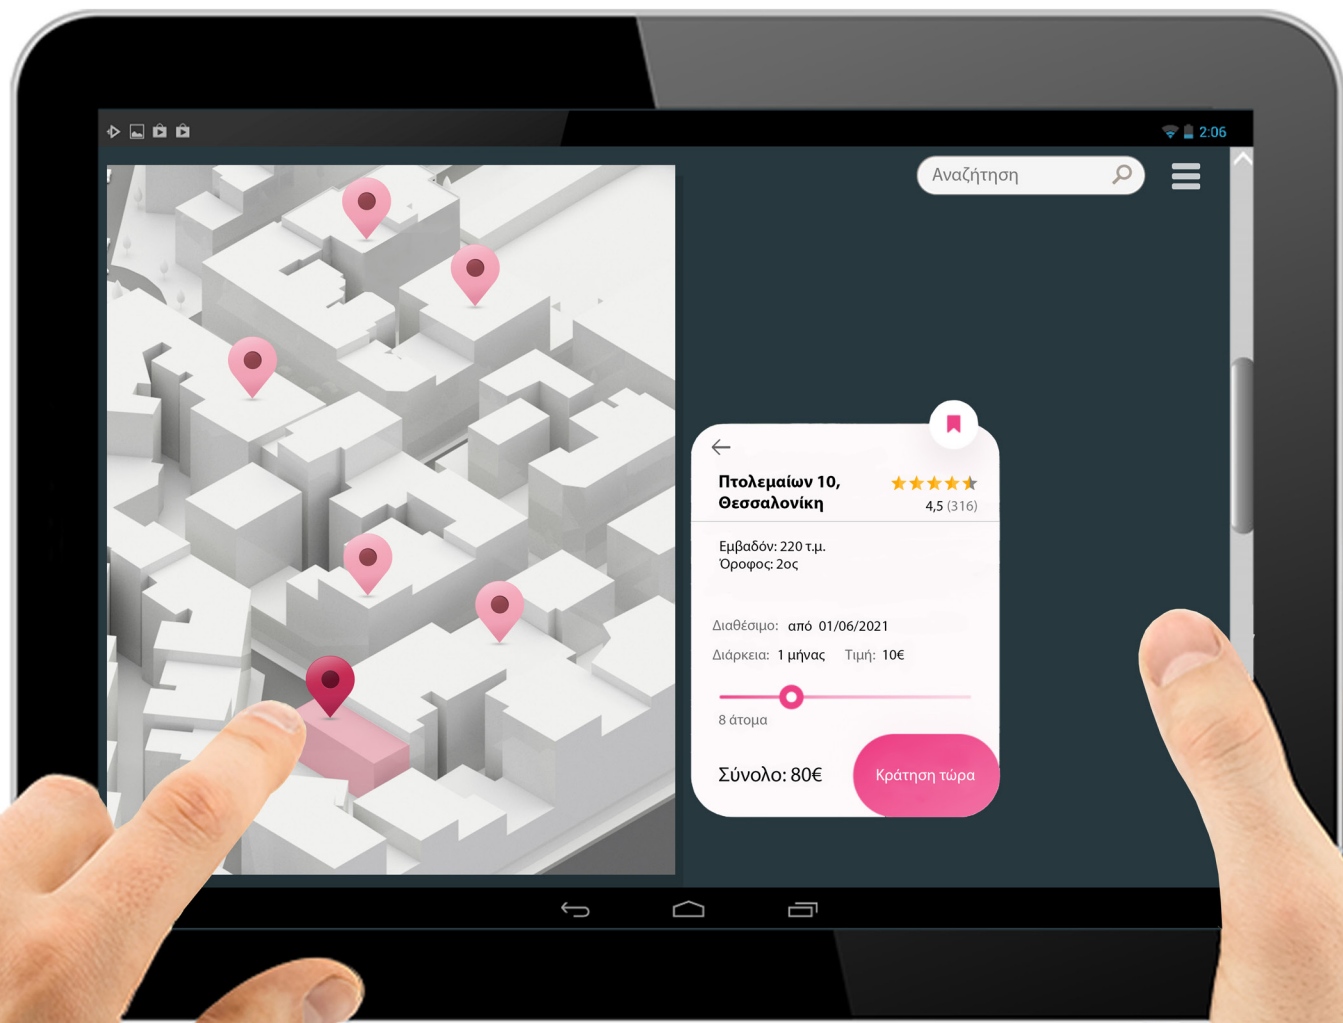 2:06
Αναζήτηση
Πτολεμαίων 10,
Θεσσαλονίκη
4,5 (316)
Εμβαδόν: 220 τ.μ.
Όροφος: 2ος
Διαθέσιμο: από 01/06/2021
Διάρκεια: 1 μήνας Τιμή: 10€
8 άτομα
Σύνολο: 80€
Κράτηση τώρα